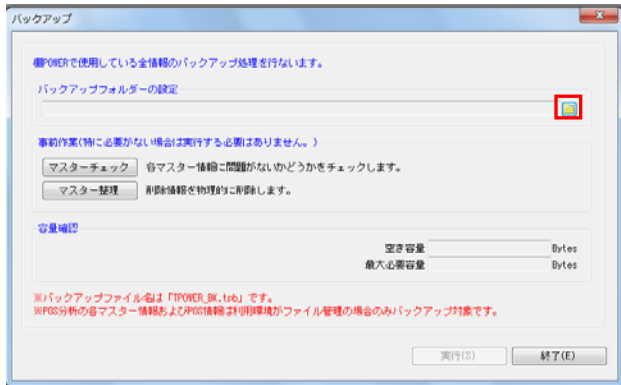 バックアップ
棚POWERで使用している全情報のバックアップ処理を行ないます。
バックアップフォルダーの設定
事前作業(特に必要がない場合は実行する必要はありません。)
マスターチェック 各マスター情報に問題がないかどうかをチェックします。
マスター整理 削除情報を物理的に削除します。
容量確認
空き容量 Bytes
最大必要容量 Bytes
※バックアップファイル名は「TPOWER_BK.tpb」です。
※POS分析の各マスター情報およびPOS情報は利用環境がファイル管理の場合のみバックアップ対象です。
実行(S) 終了(E)